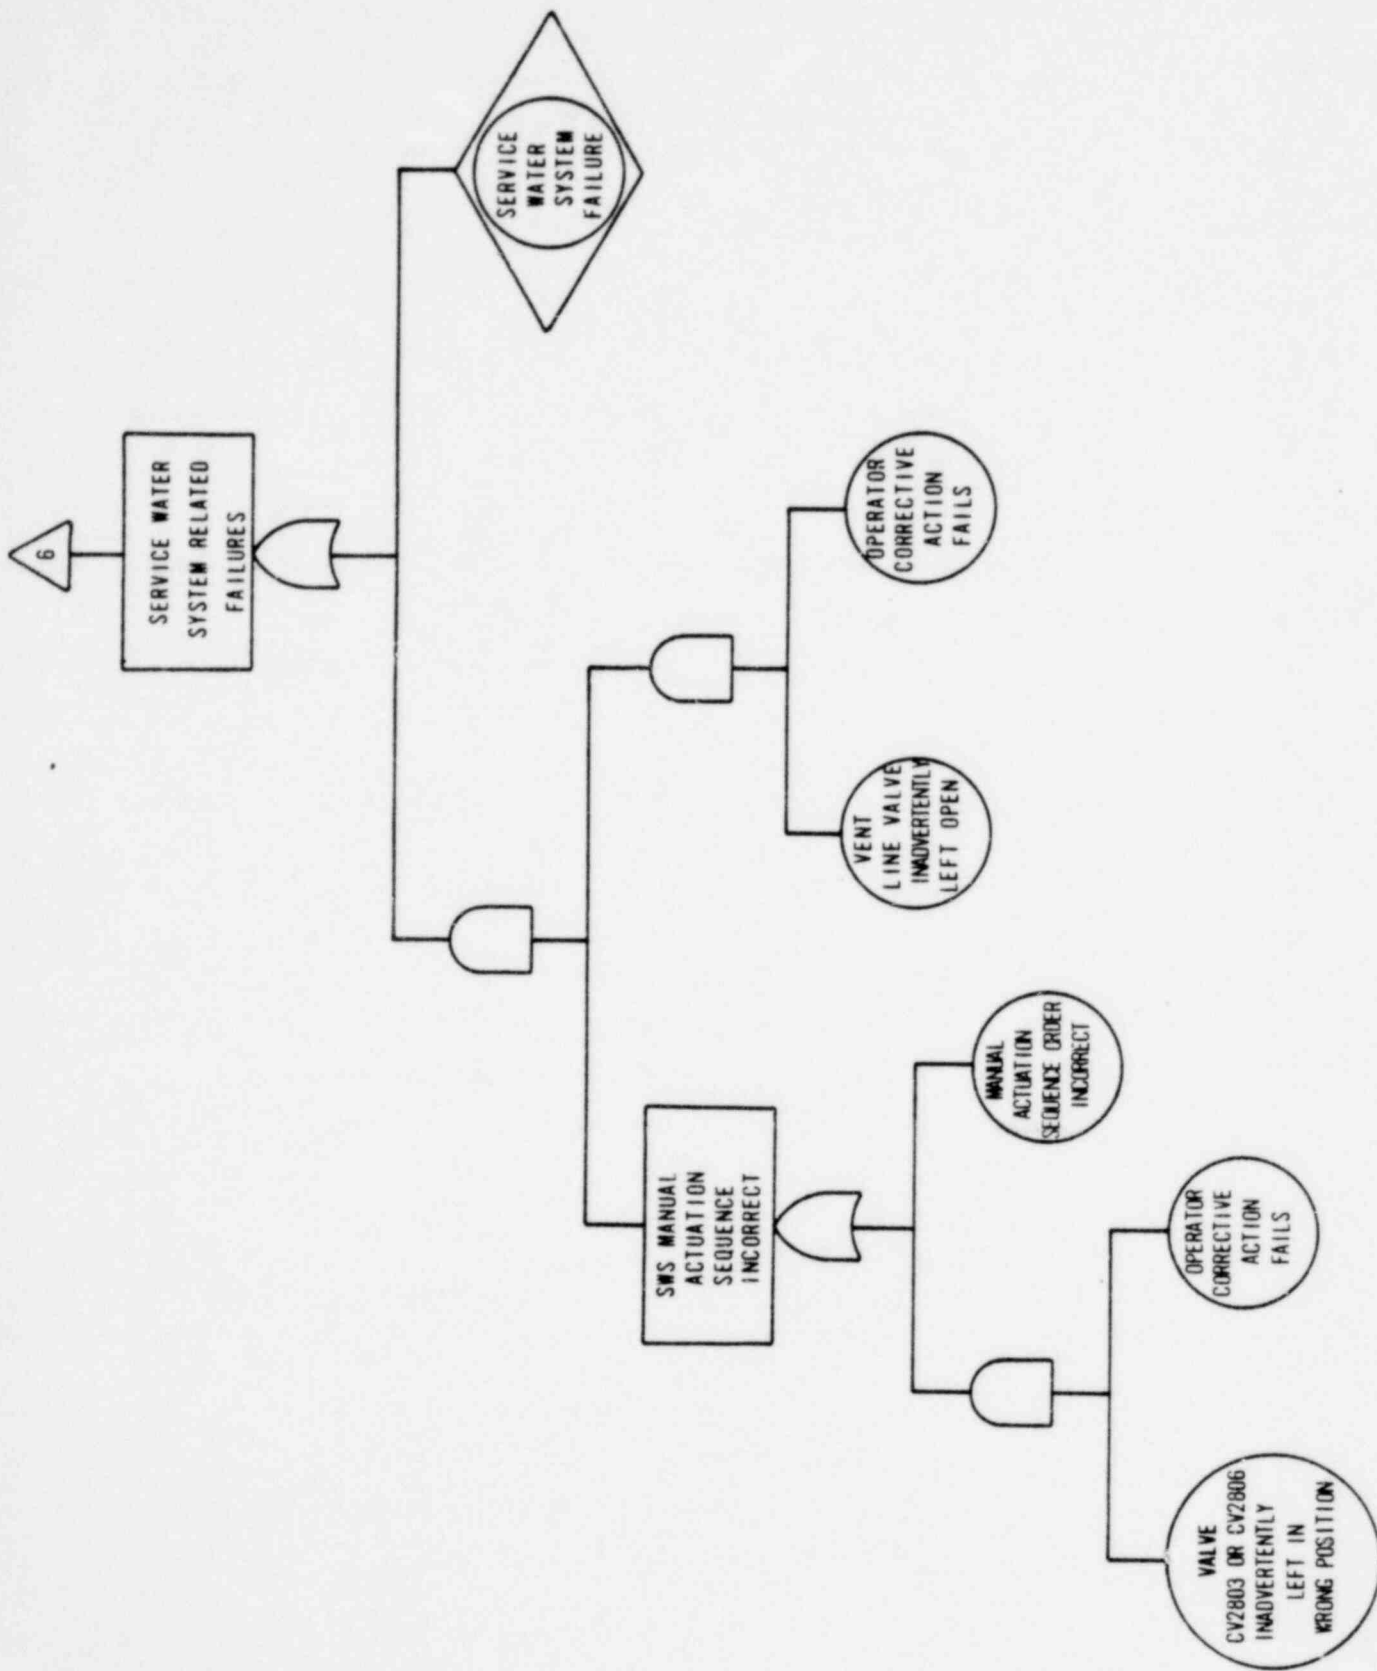 6
SERVICE WATER
SYSTEM RELATED
FAILURES
SERVICE
WATER
SYSTEM
FAILURE
SWS MANUAL
ACTUATION
SEQUENCE
INCORRECT
VENT
LINE VALVE
INADVERTENTLY
LEFT OPEN
OPERATOR
CORRECTIVE
ACTION
FAILS
MANUAL
ACTUATION
SEQUENCE ORDER
INCORRECT
VALVE
CV2803 OR CV2806
INADVERTENTLY
LEFT IN
WRONG POSITION
OPERATOR
CORRECTIVE
ACTION
FAILS